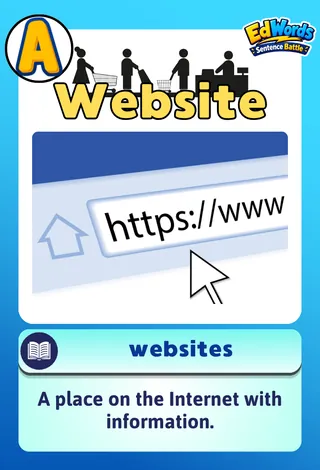 A
EdWords
Sentence Battle
Website
https://www
websites
A place on the Internet with
information.